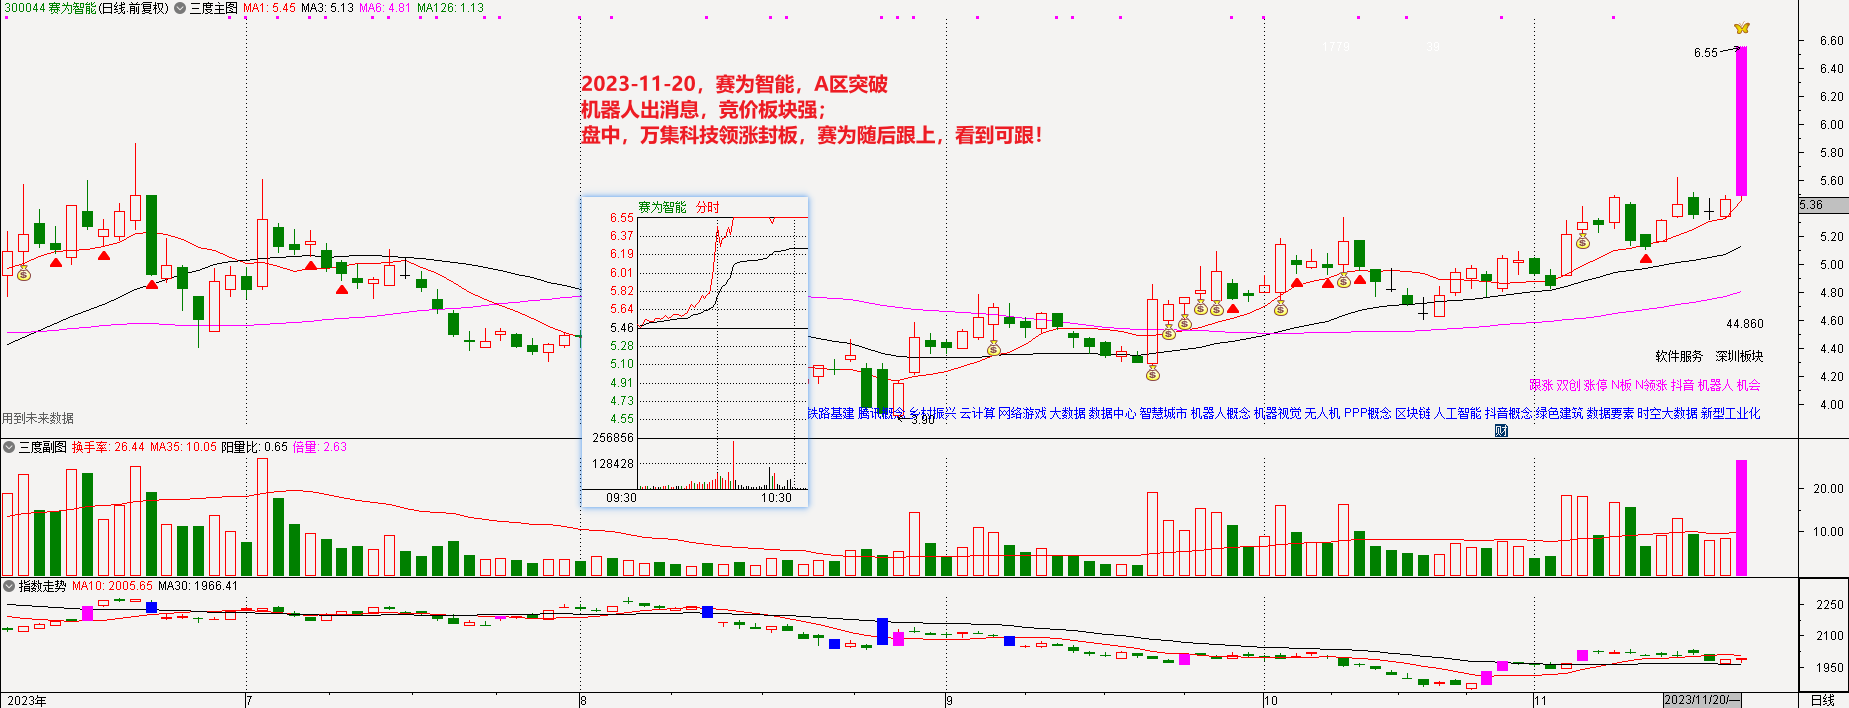 300044 赛为智能(日线.前复权) 三度主图 MA1: 5.45 MA3: 5.13 MA6: 4.81 MA126: 1.13
1779 39
6.55
2023-11-20，赛为智能，A区突破
机器人出消息，竞价板块强；
盘中，万集科技领涨封板，赛为随后跟上，看到可跟！
6.60
6.40
6.20
6.00
5.80
5.60
5.36
5.20
5.00
4.80
4.60
4.40
4.20
4.00
赛为智能 分时
6.55
6.37
6.19
6.01
5.82
5.64
5.46
5.28
5.10
4.91
4.73
4.55
256856
128428
09:30 10:30
44.860
软件服务 深圳板块
跟涨 双创 涨停 N板 N领涨 抖音 机器人 机会
铁路基建 腾讯概念 乡村振兴 云计算 网络游戏 大数据 数据中心 智慧城市 机器人概念 机器视觉 无人机 PPP概念 区块链 人工智能 抖音概念 绿色建筑 数据要素 时空大数据 新型工业化
3.90
财
用到未来数据
三度副图 换手率: 26.44 MA35: 10.05 阳量比: 0.65 倍量: 2.63
20.00
10.00
指数走势 MA10: 2005.65 MA30: 1966.41
2250
2100
1950
2023年 7 8 9 10 11 2023/11/20/一 日线